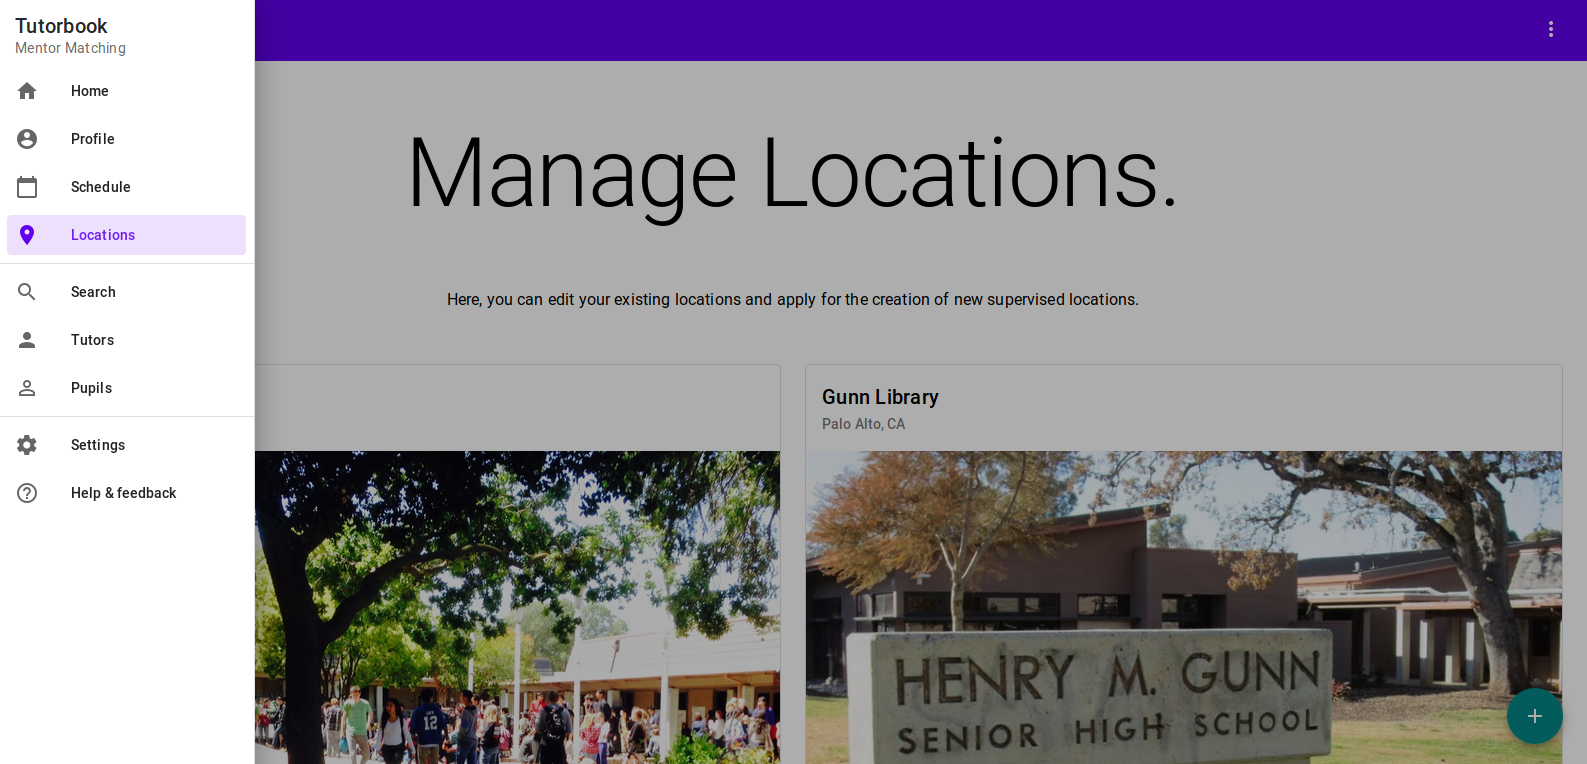 Tutorbook
Mentor Matching
Home
Profile
Schedule
Locations
Search
Tutors
Pupils
Settings
Help & feedback
Manage Locations.
Here, you can edit your existing locations and apply for the creation of new supervised locations.
Gunn Library
Palo Alto, CA
12
HENRY M. GUNN
SENIOR HIGH SCHOOL